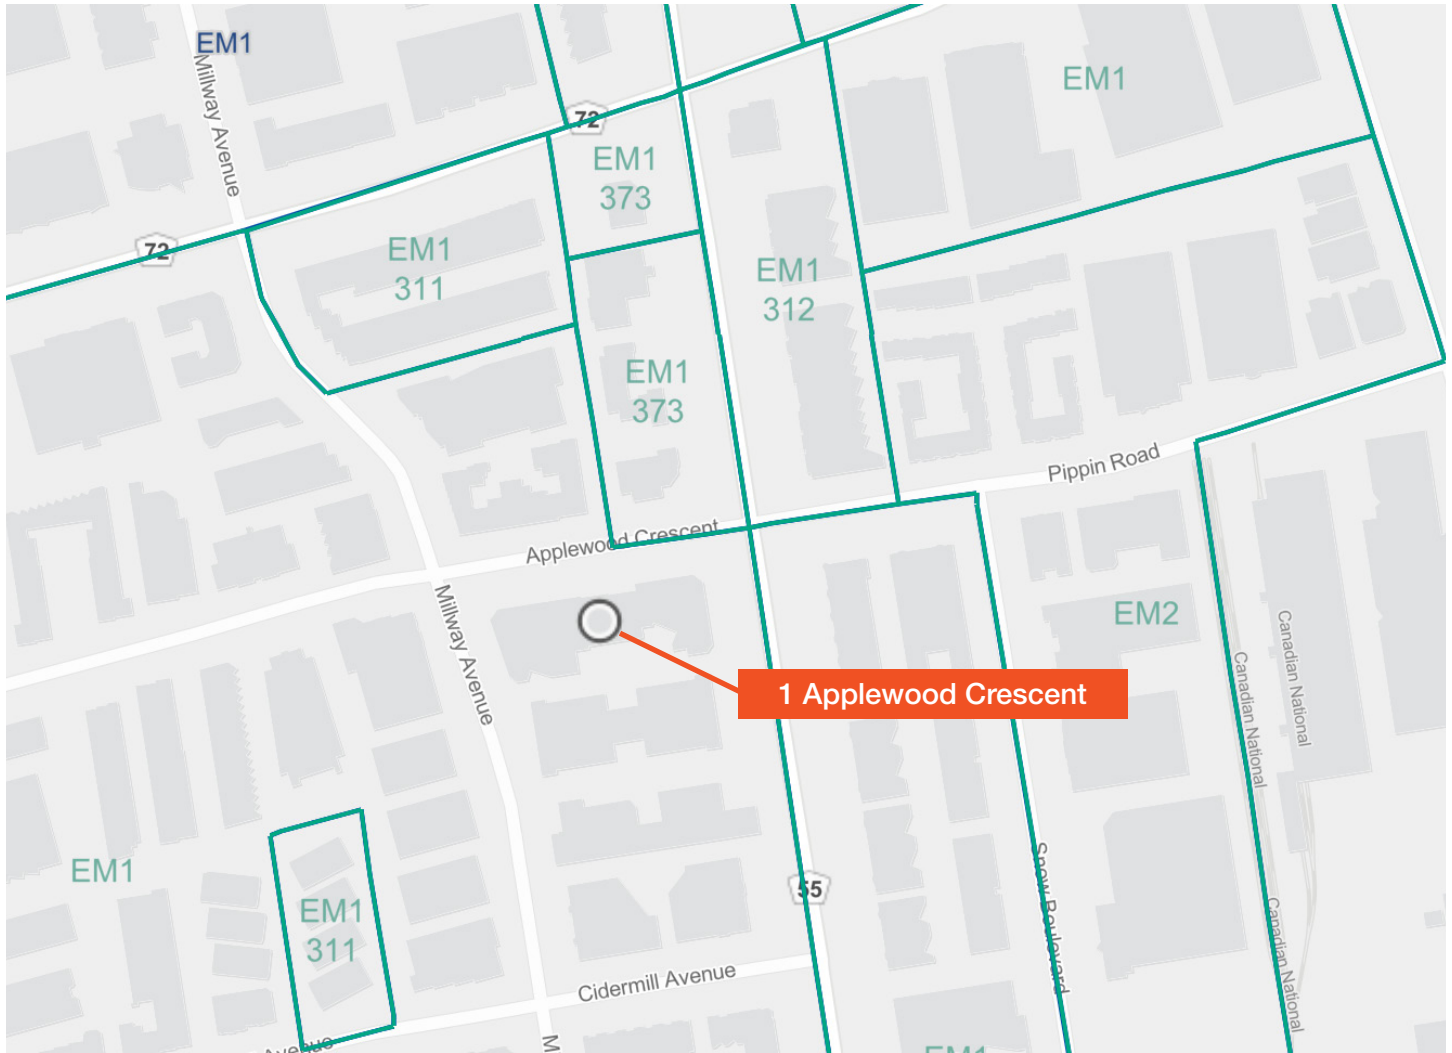 EM1
Millway Avenue
EM1
72
EM1
373
72
EM1
311
EM1
312
EM1
373
Pippin Road
Applewood Crescent
Millway Avenue
EM2
Canadian National
Canadian National
1 Applewood Crescent
EM1
55
Snow Boulevard
EM1
311
Canadian National
Cidermill Avenue
Avenue
M
EM1